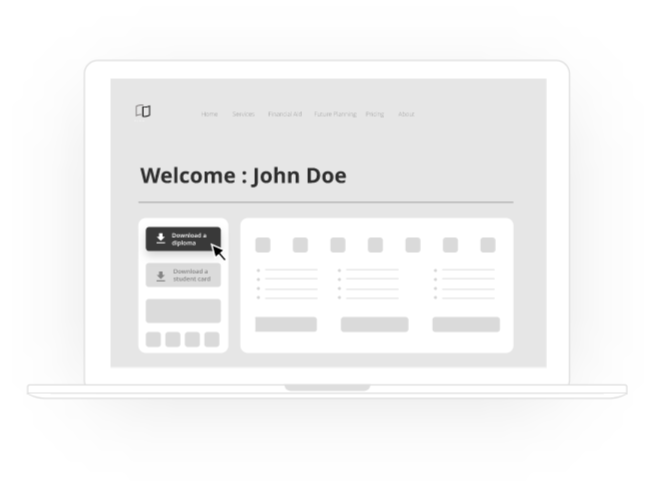 Home Services Financial Aid Future Planning Pricing About
Welcome : John Doe
Download a
diploma
Download a
student card